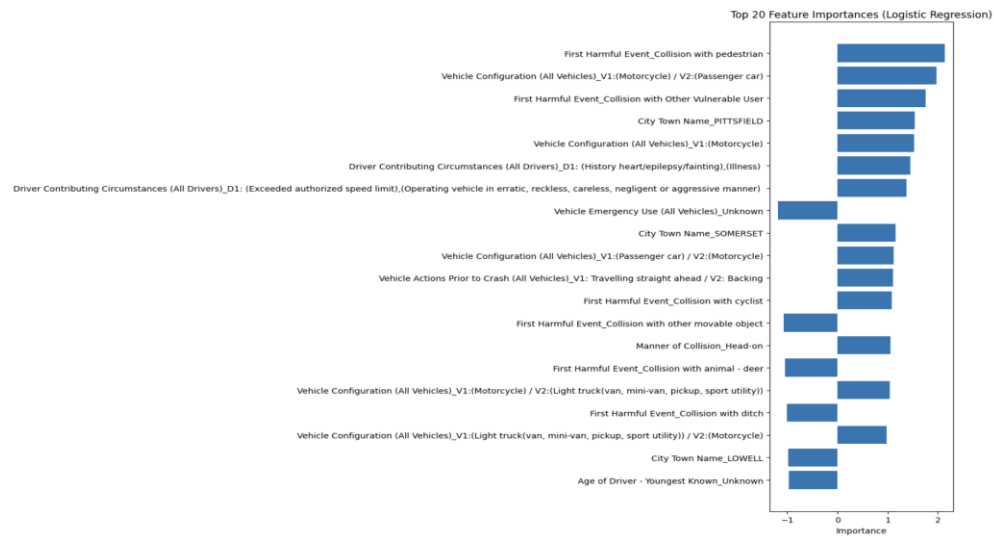 Top 20 Feature Importances (Logistic Regression)
First Harmful Event_Collision with pedestrian
Vehicle Configuration (All Vehicles)_V1:(Motorcycle) / V2:(Passenger car)
First Harmful Event_Collision with Other Vulnerable User
City Town Name_PITTSFIELD
Vehicle Configuration (All Vehicles)_V1:(Motorcycle)
Driver Contributing Circumstances (All Drivers)_D1: (History heart/epilepsy/fainting),(Illness)
Driver Contributing Circumstances (All Drivers)_D1: (Exceeded authorized speed limit),(Operating vehicle in erratic, reckless, careless, negligent or aggressive manner)
Vehicle Emergency Use (All Vehicles)_Unknown
City Town Name_SOMERSET
Vehicle Configuration (All Vehicles)_V1:(Passenger car) / V2:(Motorcycle)
Vehicle Actions Prior to Crash (All Vehicles)_V1: Travelling straight ahead / V2: Backing
First Harmful Event_Collision with cyclist
First Harmful Event_Collision with other movable object
Manner of Collision_Head-on
First Harmful Event_Collision with animal - deer
Vehicle Configuration (All Vehicles)_V1:(Motorcycle) / V2:(Light truck(van, mini-van, pickup, sport utility))
First Harmful Event_Collision with ditch
Vehicle Configuration (All Vehicles)_V1:(Light truck(van, mini-van, pickup, sport utility)) / V2:(Motorcycle)
City Town Name_LOWELL
Age of Driver - Youngest Known_Unknown
−1 0 1 2
Importance